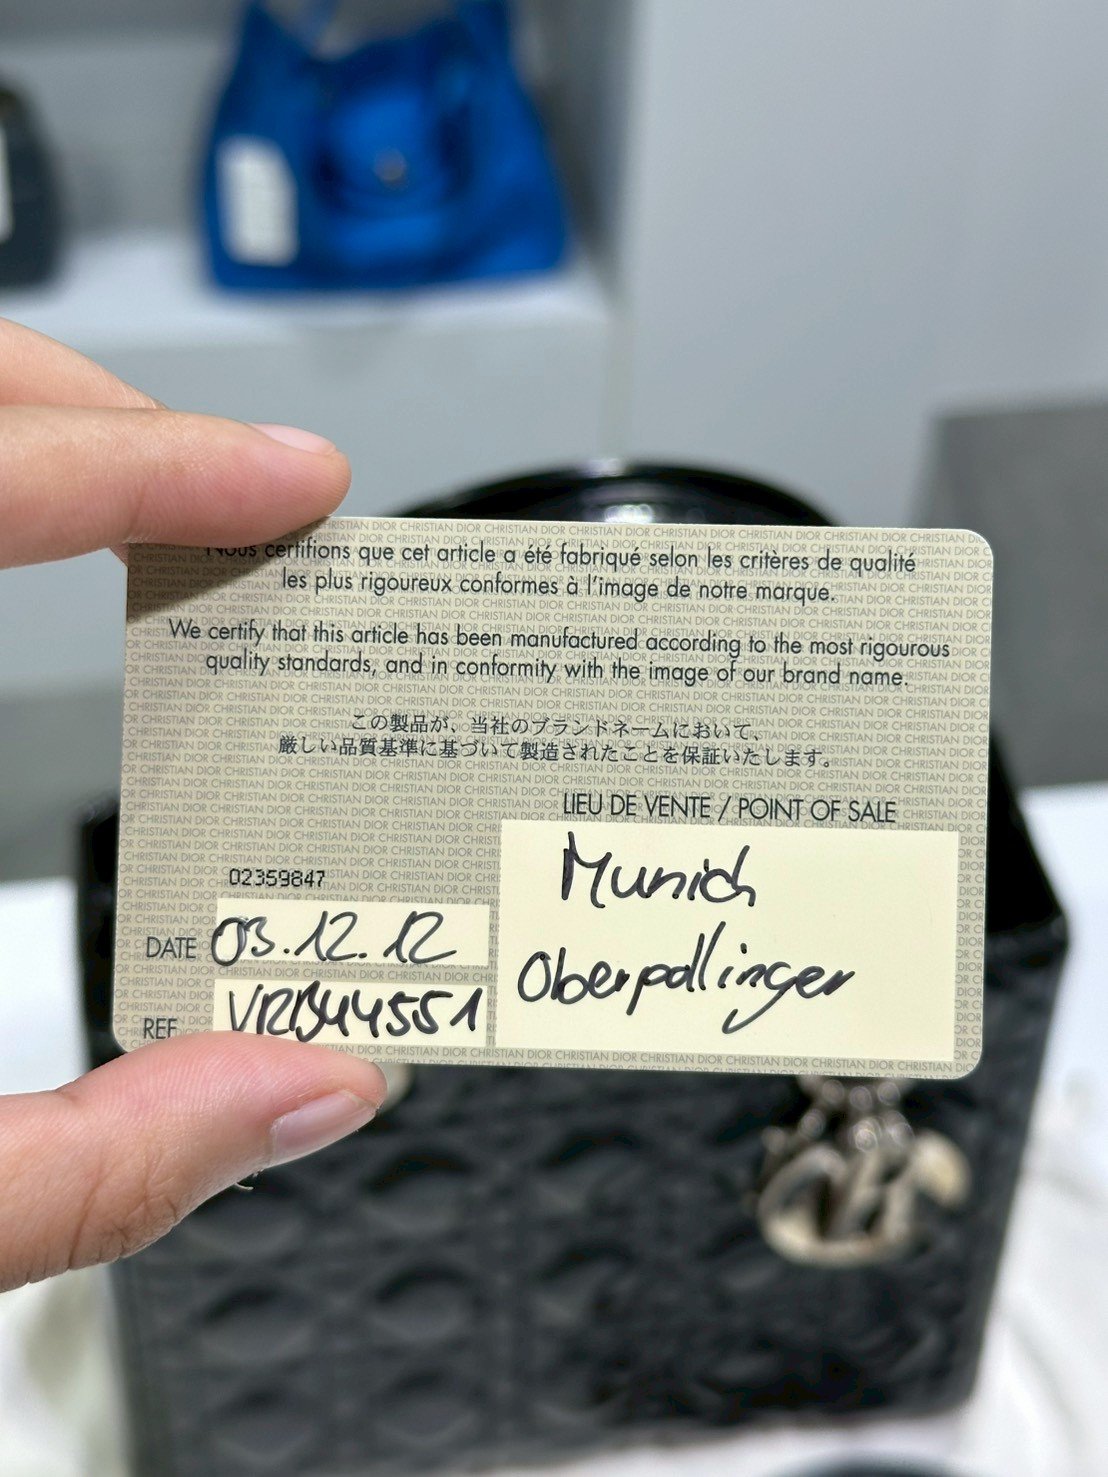 Nous certifions que cet article a été fabriqué selon les critères de qualité
les plus rigoureux conformes à l'image de notre marque.
We certify that this article has been manufactured according to the most rigourous
quality standards, and in conformity with the image of our brand name.
この製品が、当社のブランドネームにおいて、
厳しい品質基準に基づいて製造されたことを保証いたします。
LIEU DE VENTE / POINT OF SALE
Munich
Oberpollinger
02359847
DATE 03.12.12
REF VRB44551